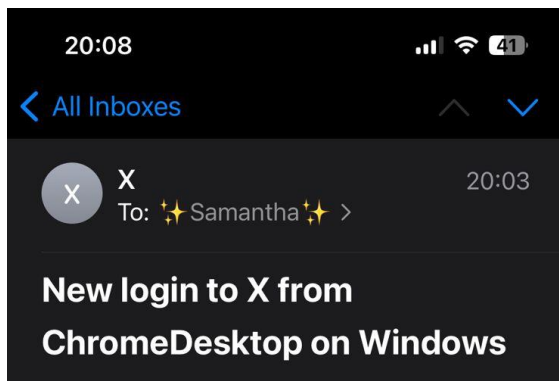 20:08
41
All Inboxes
X
X
20:03
To: ✨Samantha✨ >
New login to X from
ChromeDesktop on Windows